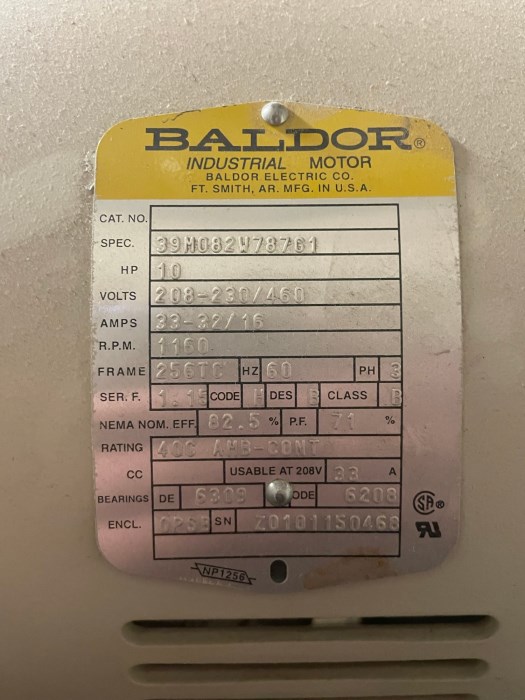 BALDOR®
INDUSTRIAL MOTOR
BALDOR ELECTRIC CO.
FT. SMITH, AR. MFG. IN U.S.A.
CAT. NO.
SPEC. 39M082W787G1
HP 10
VOLTS 208-230/460
AMPS 33-32/16
R.P.M. 1160
FRAME 256TC HZ 60 PH 3
SER. F. 1.15 CODE H DES B CLASS B
NEMA NOM. EFF. 82.5 % P.F. 71 %
RATING 40C AMB-CONT
CC USABLE AT 208V 33 A
BEARINGS DE 6309 ODE 6208
ENCL. OPSB SN Z0101150468
NP1256